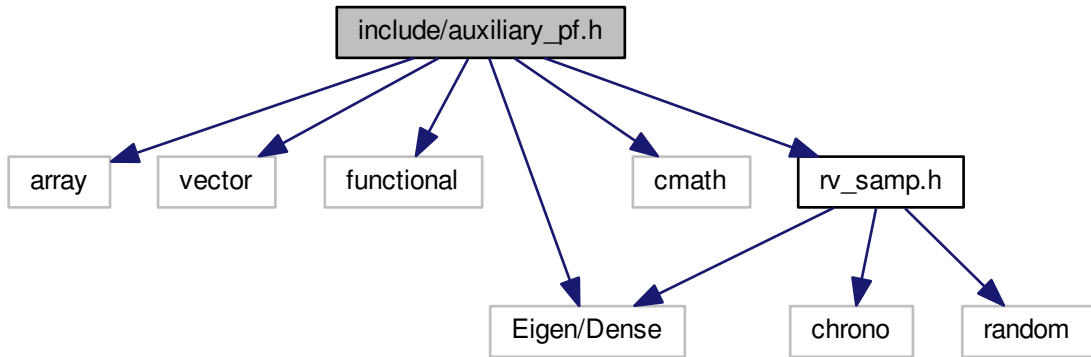 include/auxiliary_pf.h
array
vector
functional
cmath
rv_samp.h
Eigen/Dense
chrono
random